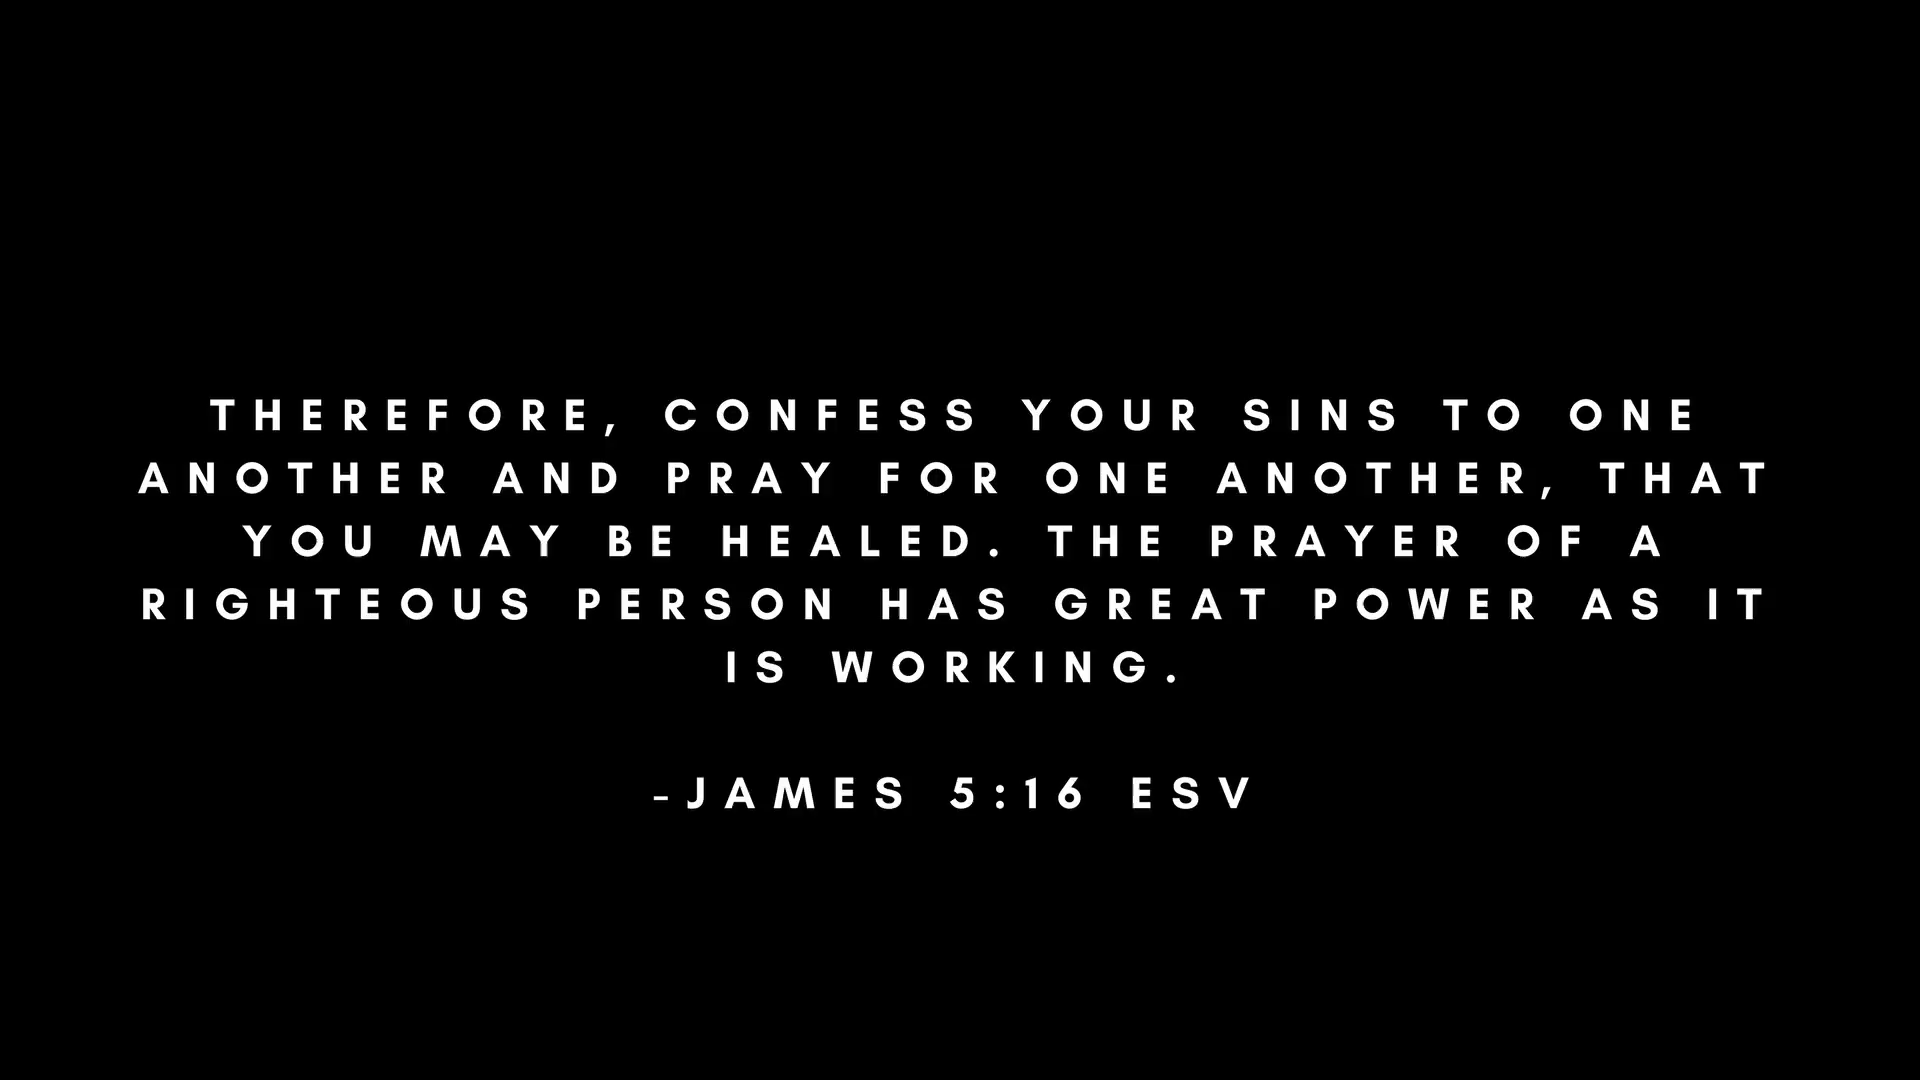 THEREFORE, CONFESS YOUR SINS TO ONE
ANOTHER AND PRAY FOR ONE ANOTHER, THAT
YOU MAY BE HEALED. THE PRAYER OF A
RIGHTEOUS PERSON HAS GREAT POWER AS IT
IS WORKING.
-JAMES 5:16 ESV